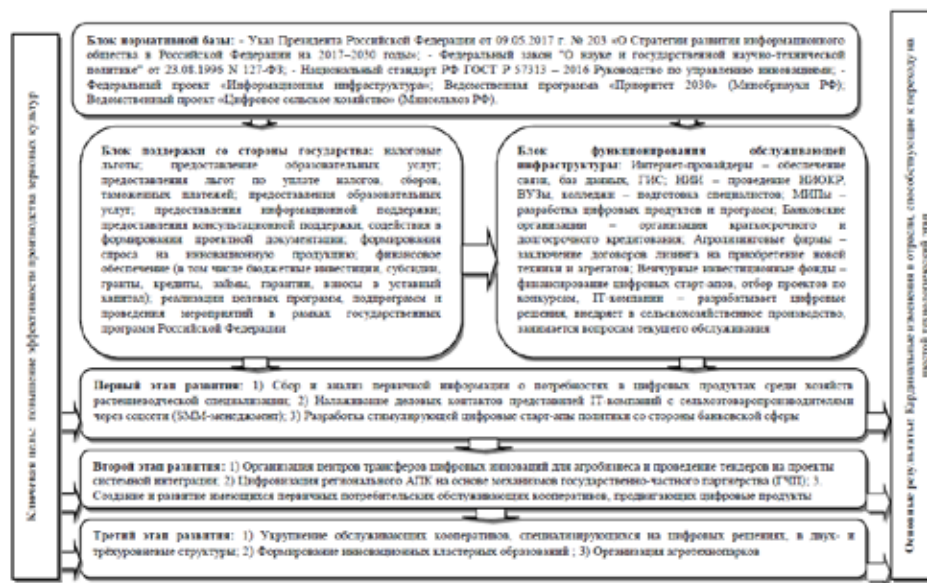 Ключевая цель: повышение эффективности производства зерновых культур
Блок нормативной базы: - Указ Президента Российской Федерации от 09.05.2017 г. № 203 «О Стратегии развития информационного
общества в Российской Федерации на 2017–2030 годы»; - Федеральный закон "О науке и государственной научно-технической
политике" от 23.08.1996 N 127-ФЗ; - Национальный стандарт РФ ГОСТ Р 57313 – 2016 Руководство по управлению инновациями; -
Федеральный проект «Информационная инфраструктура»; Ведомственная программа «Приоритет 2030» (Минобрнауки РФ);
Ведомственный проект «Цифровое сельское хозяйство» (Минсельхоз РФ).
Блок поддержки со стороны государства: налоговые
льготы; предоставление образовательных услуг;
предоставления льгот по уплате налогов, сборов,
таможенных платежей; предоставления образовательных
услуг; предоставления информационной поддержки;
предоставления консультационной поддержки, содействия в
формировании проектной документации; формирования
спроса на инновационную продукцию; финансовое
обеспечение (в том числе бюджетные инвестиции, субсидии,
гранты, кредиты, займы, гарантии, взносы в уставный
капитал); реализации целевых программ, подпрограмм и
проведения мероприятий в рамках государственных
программ Российской Федерации
Блок функционирования обслуживающей
инфраструктуры: Интернет-провайдеры – обеспечение
связи, баз данных, ГИС; НИИ – проведение НИОКР,
ВУЗы, колледжи – подготовка специалистов, МИПы –
разработка цифровых продуктов и программ; Банковские
организации – организация краткосрочного и
долгосрочного кредитования; Агролизинговые фирмы –
заключение договоров лизинга на приобретение новой
техники и агрегатов; Венчурные инвестиционные фонды –
финансирование цифровых старт-апов, отбор проектов по
конкурсам, IT-компании – разрабатывает цифровые
решения, внедряет в сельскохозяйственное производство,
занимается вопросам текущего обслуживания
Первый этап развития: 1) Сбор и анализ первичной информации о потребностях в цифровых продуктах среди хозяйств
растениеводческой специализации; 2) Налаживание деловых контактов представителей IT-компаний с сельхозтоваропроизводителями
через соцсети (SMM-менеджмент); 3) Разработка стимулирующей цифровые старт-апы политики со стороны банковской сферы
Второй этап развития: 1) Организация центров трансферов цифровых инноваций для агробизнеса и проведение тендеров на проекты
системной интеграции; 2) Цифровизация регионального АПК на основе механизмов государственно-частного партнерства (ГЧП); 3.
Создание и развитие имеющихся первичных потребительских обслуживающих кооперативов, продвигающих цифровые продукты
Третий этап развития: 1) Укрупнение обслуживающих кооперативов, специализирующихся на цифровых решениях, в двух- и
трёхуровневые структуры; 2) Формирование инновационных кластерных образований ; 3) Организация агротехнопарков
Основные результаты: Кардинальные изменения в отрасли, способствующие к переходу на
шестой технологический этап